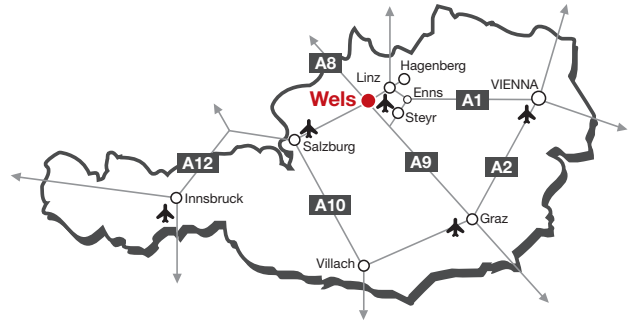 A8
Hagenberg
Linz
VIENNA
Wels
Enns
A1
Steyr
Salzburg
A12
A9
A2
Innsbruck
A10
Graz
Villach